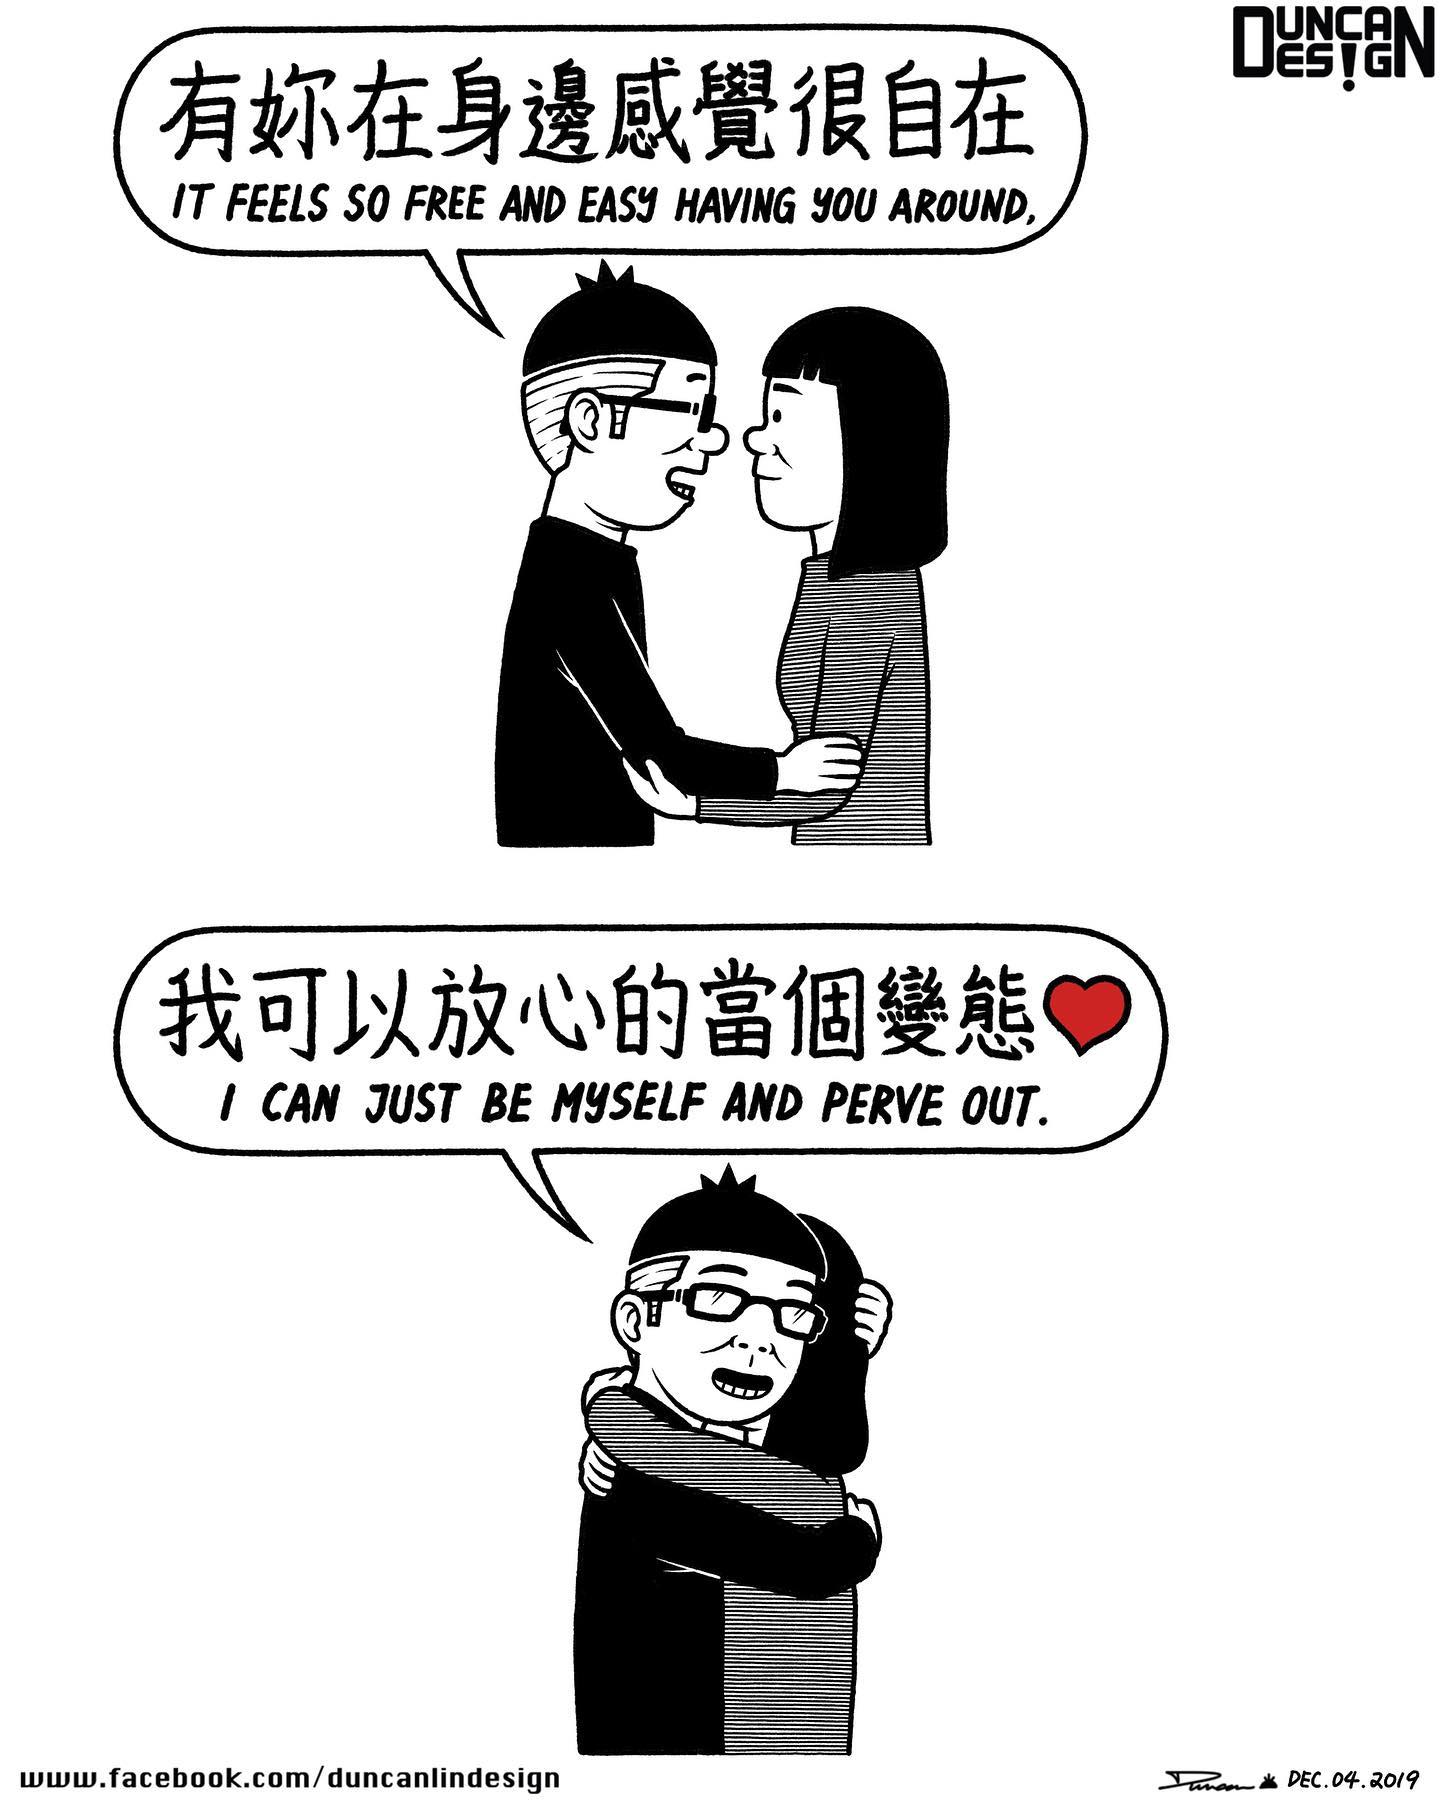 DUNCAN
DESIGN
有妳在身邊感覺很自在
IT FEELS SO FREE AND EASY HAVING YOU AROUND,
我可以放心的當個變態
I CAN JUST BE MYSELF AND PERVE OUT.
www.facebook.com/duncanlindesign
Duncan DEC.04.2019